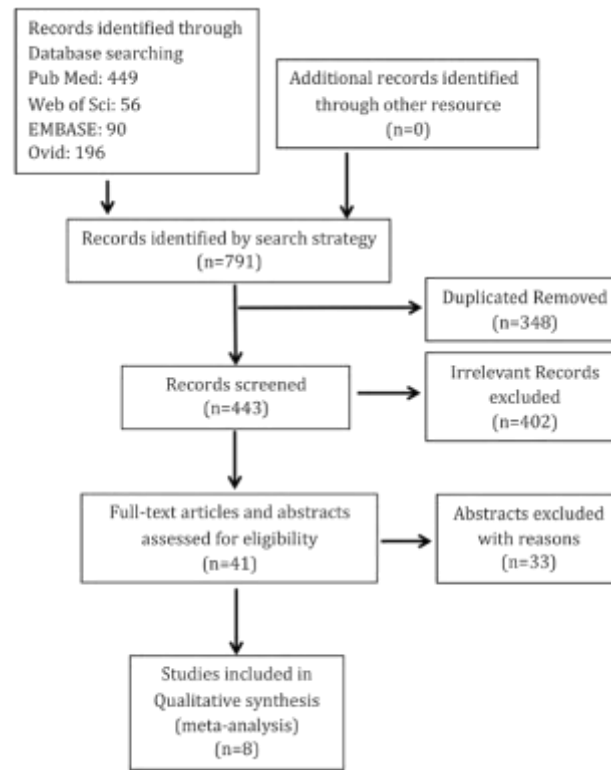 Records identified through
Database searching
Pub Med: 449
Web of Sci: 56
EMBASE: 90
Ovid: 196
Additional records identified
through other resource
(n=0)
Records identified by search strategy
(n=791)
Duplicated Removed
(n=348)
Records screened
(n=443)
Irrelevant Records
excluded
(n=402)
Full-text articles and abstracts
assessed for eligibility
(n=41)
Abstracts excluded
with reasons
(n=33)
Studies included in
Qualitative synthesis
(meta-analysis)
(n=8)